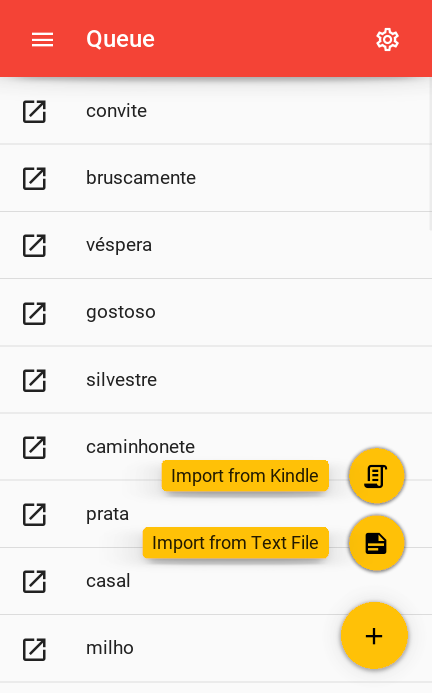 Queue
convite
bruscamente
véspera
gostoso
silvestre
caminhonete
Import from Kindle
prata
Import from Text File
casal
milho